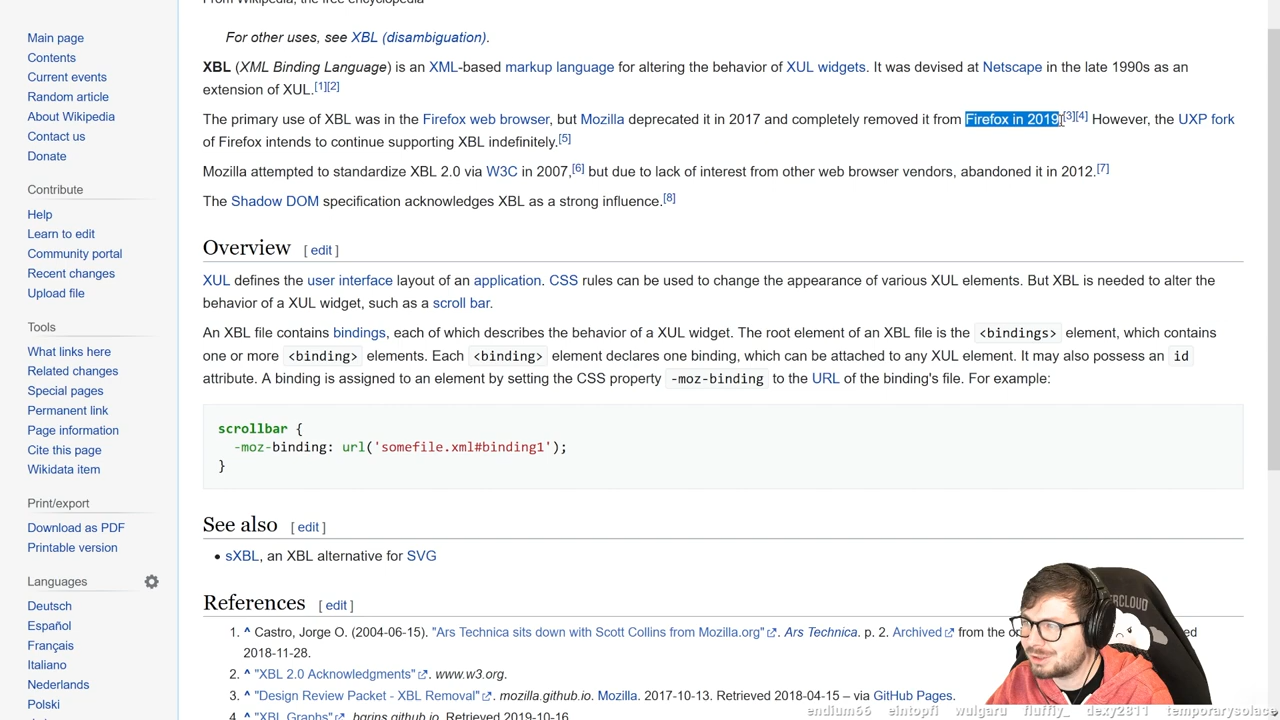 From Wikipedia, the free encyclopedia
For other uses, see XBL (disambiguation).
XBL (XML Binding Language) is an XML-based markup language for altering the behavior of XUL widgets. It was devised at Netscape in the late 1990s as an
extension of XUL.[1][2]
The primary use of XBL was in the Firefox web browser, but Mozilla deprecated it in 2017 and completely removed it from Firefox in 2019.[3][4] However, the UXP fork
of Firefox intends to continue supporting XBL indefinitely.[5]
Mozilla attempted to standardize XBL 2.0 via W3C in 2007,[6] but due to lack of interest from other web browser vendors, abandoned it in 2012.[7]
The Shadow DOM specification acknowledges XBL as a strong influence.[8]
Overview [ edit ]
XUL defines the user interface layout of an application. CSS rules can be used to change the appearance of various XUL elements. But XBL is needed to alter the
behavior of a XUL widget, such as a scroll bar.
An XBL file contains bindings, each of which describes the behavior of a XUL widget. The root element of an XBL file is the <bindings> element, which contains
one or more <binding> elements. Each <binding> element declares one binding, which can be attached to any XUL element. It may also possess an id
attribute. A binding is assigned to an element by setting the CSS property -moz-binding to the URL of the binding's file. For example:
scrollbar {
-moz-binding: url('somefile.xml#binding1');
}
See also [ edit ]
• sXBL, an XBL alternative for SVG
References [ edit ]
1. ^ Castro, Jorge O. (2004-06-15). "Ars Technica sits down with Scott Collins from Mozilla.org". Ars Technica. p. 2. Archived from the
2018-11-28.
2. ^ "XBL 2.0 Acknowledgments". www.w3.org.
3. ^ "Design Review Packet - XBL Removal". mozilla.github.io. Mozilla. 2017-10-13. Retrieved 2018-04-15 – via GitHub Pages.
4. ^ "XBL Graphs". bgrins.github.io. Retrieved 2019-10-16.
Main page
Contents
Current events
Random article
About Wikipedia
Contact us
Donate
Contribute
Help
Learn to edit
Community portal
Recent changes
Upload file
Tools
What links here
Related changes
Special pages
Permanent link
Page information
Cite this page
Wikidata item
Print/export
Download as PDF
Printable version
Languages
Deutsch
Español
Français
Italiano
Nederlands
Polski
endium66 eintopfi wulgaru fluffiy_ dexy2811 temporarysolace